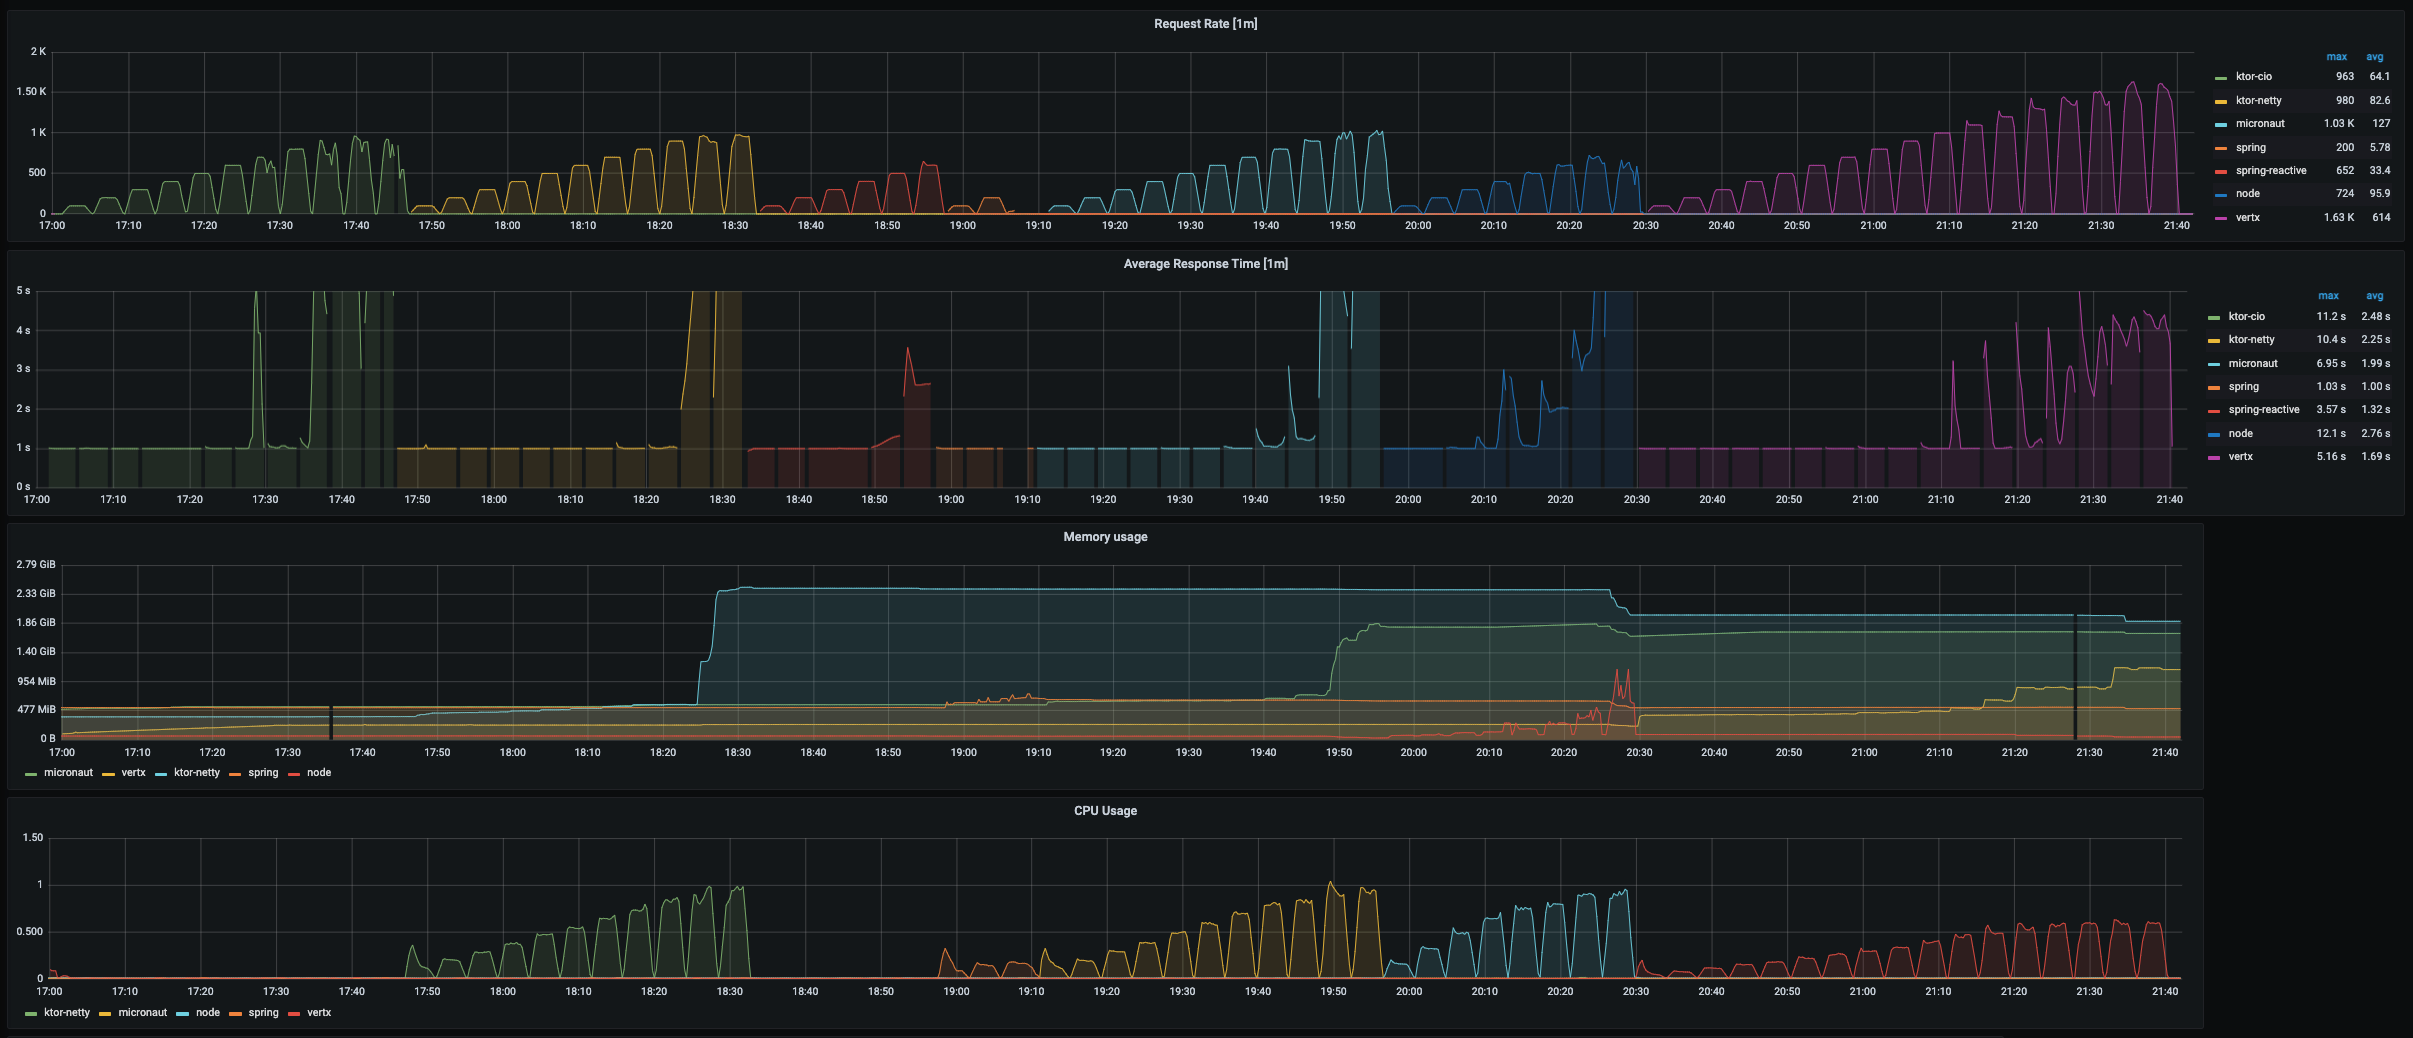 Request Rate [1m]
2 K
1.50 K
1 K
500
0
17:00 17:10 17:20 17:30 17:40 17:50 18:00 18:10 18:20 18:30 18:40 18:50 19:00 19:10 19:20 19:30 19:40 19:50 20:00 20:10 20:20 20:30 20:40 20:50 21:00 21:10 21:20 21:30 21:40
max avg
ktor-cio 963 64.1
ktor-netty 980 82.6
micronaut 1.03 K 127
spring 200 5.78
spring-reactive 652 33.4
node 724 95.9
vertx 1.63 K 614
Average Response Time [1m]
5 s
4 s
3 s
2 s
1 s
0 s
17:00 17:10 17:20 17:30 17:40 17:50 18:00 18:10 18:20 18:30 18:40 18:50 19:00 19:10 19:20 19:30 19:40 19:50 20:00 20:10 20:20 20:30 20:40 20:50 21:00 21:10 21:20 21:30 21:40
max avg
ktor-cio 11.2 s 2.48 s
ktor-netty 10.4 s 2.25 s
micronaut 6.95 s 1.99 s
spring 1.03 s 1.00 s
spring-reactive 3.57 s 1.32 s
node 12.1 s 2.76 s
vertx 5.16 s 1.69 s
Memory usage
2.79 GiB
2.33 GiB
1.86 GiB
1.40 GiB
954 MiB
477 MiB
0 B
17:00 17:10 17:20 17:30 17:40 17:50 18:00 18:10 18:20 18:30 18:40 18:50 19:00 19:10 19:20 19:30 19:40 19:50 20:00 20:10 20:20 20:30 20:40 20:50 21:00 21:10 21:20 21:30 21:40
micronaut vertx ktor-netty spring node
CPU Usage
1.50
1
0.500
0
17:00 17:10 17:20 17:30 17:40 17:50 18:00 18:10 18:20 18:30 18:40 18:50 19:00 19:10 19:20 19:30 19:40 19:50 20:00 20:10 20:20 20:30 20:40 20:50 21:00 21:10 21:20 21:30 21:40
ktor-netty micronaut node spring vertx